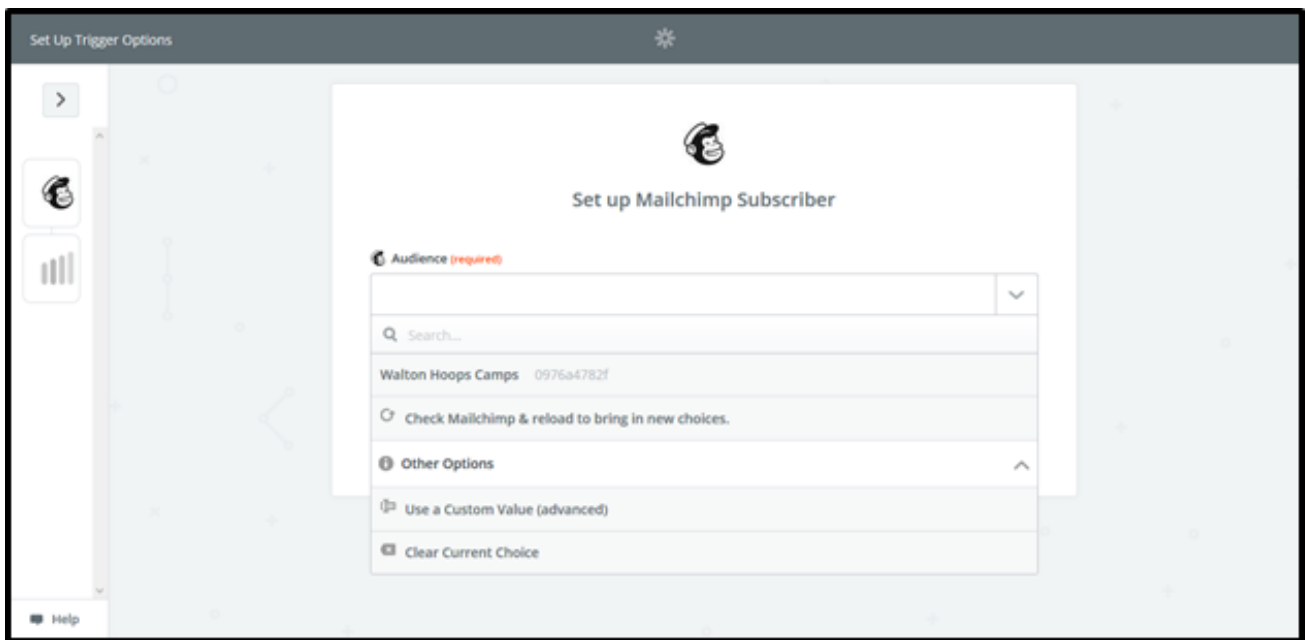 Set Up Trigger Options
Set up Mailchimp Subscriber
Audience (required)
Search...
Walton Hoops Camps 0976a4782f
Check Mailchimp & reload to bring in new choices.
Other Options
Use a Custom Value (advanced)
Clear Current Choice
Help